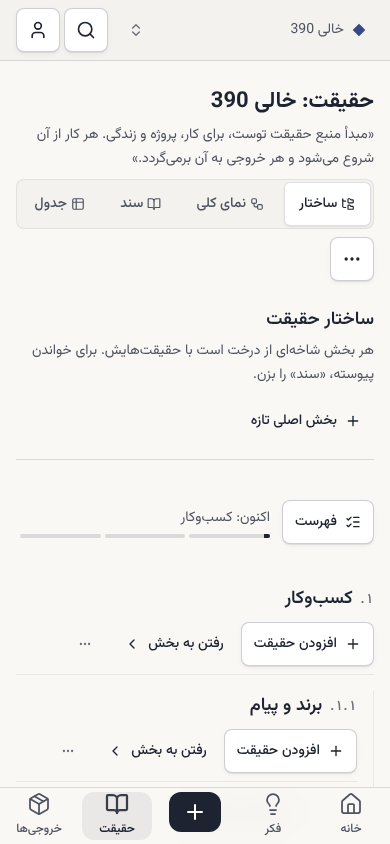 خالی 390
حقیقت: خالی 390
«مبدأ منبع حقیقت توست، برای کار، پروژه و زندگی. هر کار از آن
شروع می‌شود و هر خروجی به آن برمی‌گردد.»
ساختار
نمای کلی
سند
جدول
ساختار حقیقت
هر بخش شاخه‌ای از درخت است با حقیقت‌هایش. برای خواندن
پیوسته، «سند» را بزن.
بخش اصلی تازه
فهرست
اکنون: کسب‌وکار
۱. کسب‌وکار
افزودن حقیقت
رفتن به بخش
۱.۱. برند و پیام
افزودن حقیقت
رفتن به بخش
خانه
فکر
حقیقت
خروجی‌ها